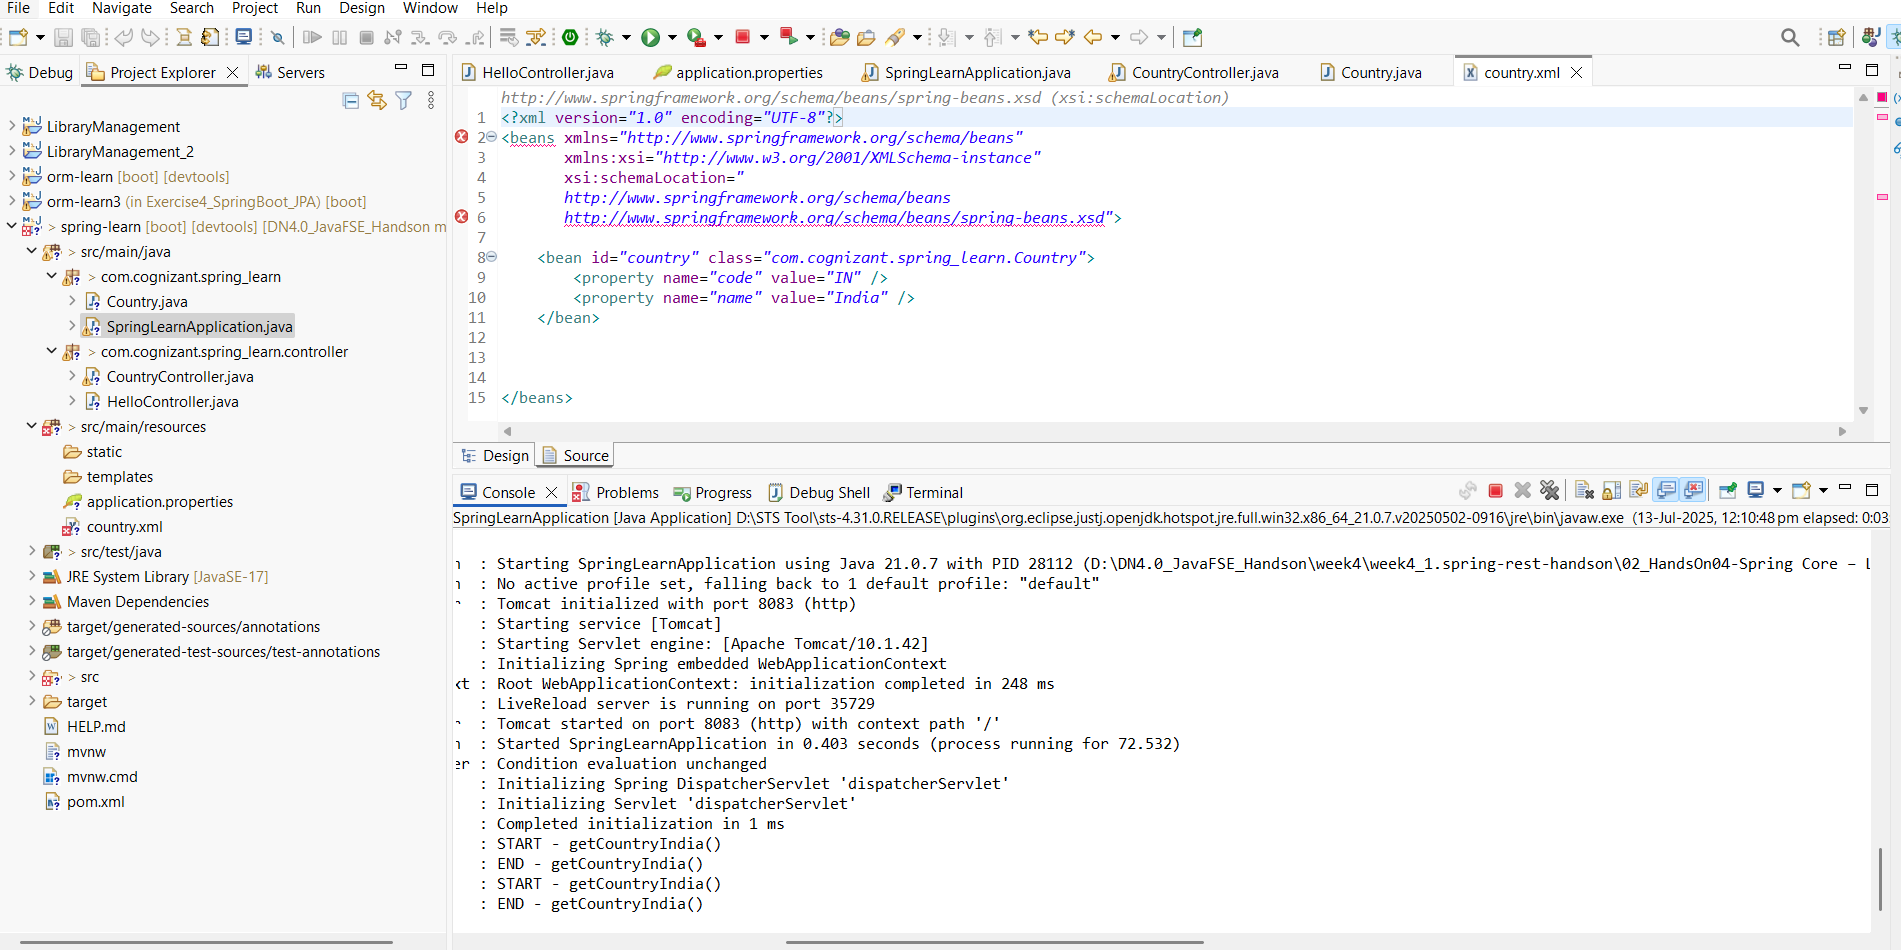 File Edit Navigate Search Project Run Design Window Help
Debug Project Explorer Servers
LibraryManagement
LibraryManagement_2
orm-learn [boot] [devtools]
orm-learn3 (in Exercise4_SpringBoot_JPA) [boot]
> spring-learn [boot] [devtools] [DN4.0_JavaFSE_Handson m
> src/main/java
> com.cognizant.spring_learn
Country.java
SpringLearnApplication.java
> com.cognizant.spring_learn.controller
CountryController.java
HelloController.java
> src/main/resources
static
templates
application.properties
country.xml
> src/test/java
JRE System Library [JavaSE-17]
Maven Dependencies
target/generated-sources/annotations
target/generated-test-sources/test-annotations
> src
target
HELP.md
mvnw
mvnw.cmd
pom.xml
HelloController.java application.properties SpringLearnApplication.java CountryController.java Country.java country.xml
http://www.springframework.org/schema/beans/spring-beans.xsd (xsi:schemaLocation)
1 <?xml version="1.0" encoding="UTF-8"?>
2 <beans xmlns="http://www.springframework.org/schema/beans"
3 xmlns:xsi="http://www.w3.org/2001/XMLSchema-instance"
4 xsi:schemaLocation="
5 http://www.springframework.org/schema/beans
6 http://www.springframework.org/schema/beans/spring-beans.xsd">
7
8 <bean id="country" class="com.cognizant.spring_learn.Country">
9 <property name="code" value="IN" />
10 <property name="name" value="India" />
11 </bean>
12
13
14
15 </beans>
Design Source
Console Problems Progress Debug Shell Terminal
SpringLearnApplication [Java Application] D:\STS Tool\sts-4.31.0.RELEASE\plugins\org.eclipse.justj.openjdk.hotspot.jre.full.win32.x86_64_21.0.7.v20250502-0916\jre\bin\javaw.exe (13-Jul-2025, 12:10:48 pm elapsed: 0:03
: Starting SpringLearnApplication using Java 21.0.7 with PID 28112 (D:\DN4.0_JavaFSE_Handson\week4\week4_1.spring-rest-handson\02_HandsOn04-Spring Core – L
: No active profile set, falling back to 1 default profile: "default"
: Tomcat initialized with port 8083 (http)
: Starting service [Tomcat]
: Starting Servlet engine: [Apache Tomcat/10.1.42]
: Initializing Spring embedded WebApplicationContext
xt : Root WebApplicationContext: initialization completed in 248 ms
: LiveReload server is running on port 35729
: Tomcat started on port 8083 (http) with context path '/'
: Started SpringLearnApplication in 0.403 seconds (process running for 72.532)
er : Condition evaluation unchanged
: Initializing Spring DispatcherServlet 'dispatcherServlet'
: Initializing Servlet 'dispatcherServlet'
: Completed initialization in 1 ms
: START - getCountryIndia()
: END - getCountryIndia()
: START - getCountryIndia()
: END - getCountryIndia()